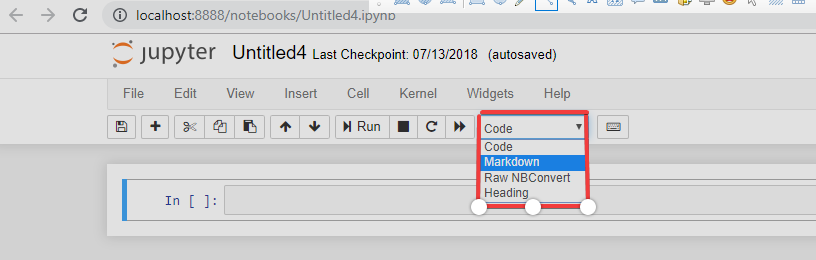 localhost:8888/notebooks/Untitled4.ipynb
jupyter Untitled4 Last Checkpoint: 07/13/2018 (autosaved)
File Edit View Insert Cell Kernel Widgets Help
Run Code
Code
Markdown
Raw NBConvert
Heading
In [ ]: